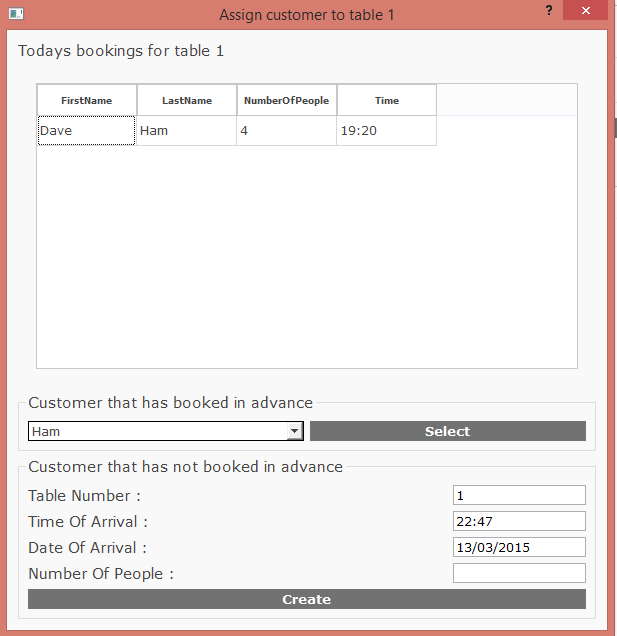 Assign customer to table 1 ?
Todays bookings for table 1
FirstName LastName NumberOfPeople Time
Dave Ham 4 19:20
Customer that has booked in advance
Ham Select
Customer that has not booked in advance
Table Number : 1
Time Of Arrival : 22:47
Date Of Arrival : 13/03/2015
Number Of People :
Create